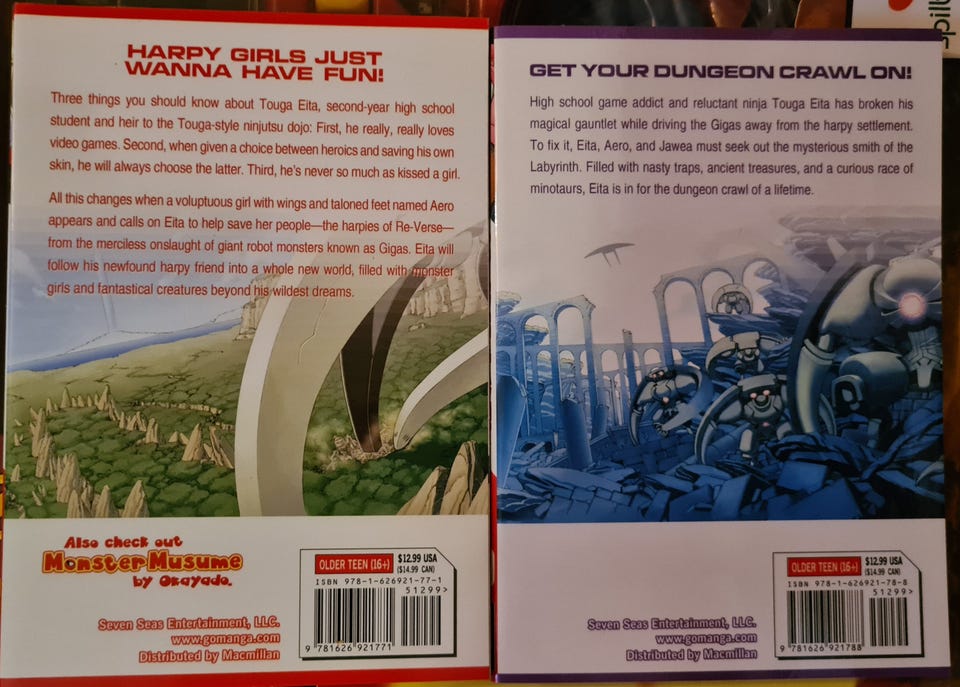 HARPY GIRLS JUST
WANNA HAVE FUN!
Three things you should know about Touga Eita, second-year high school
student and heir to the Touga-style ninjutsu dojo: First, he really, really loves
video games. Second, when given a choice between heroics and saving his own
skin, he will always choose the latter. Third, he's never so much as kissed a girl.
All this changes when a voluptuous girl with wings and taloned feet named Aero
appears and calls on Eita to help save her people—the harpies of Re-Verse—
from the merciless onslaught of giant robot monsters known as Gigas. Eita will
follow his newfound harpy friend into a whole new world, filled with monster
girls and fantastical creatures beyond his wildest dreams.
Also check out
MonsterMusume
by Okayado.
OLDER TEEN (16+)
$12.99 USA
($14.99 CAN)
ISBN 978-1-626921-77-1
51299>
9 781626 921771
Seven Seas Entertainment, LLC.
www.gomanga.com
Distributed by Macmillan
GET YOUR DUNGEON CRAWL ON!
High school game addict and reluctant ninja Touga Eita has broken his
magical gauntlet while driving the Gigas away from the harpy settlement.
To fix it, Eita, Aero, and Jawea must seek out the mysterious smith of the
Labyrinth. Filled with nasty traps, ancient treasures, and a curious race of
minotaurs, Eita is in for the dungeon crawl of a lifetime.
OLDER TEEN (16+)
$12.99 USA
($14.99 CAN)
ISBN 978-1-626921-78-8
51299>
9 781626 921788
Seven Seas Entertainment, LLC.
www.gomanga.com
Distributed by Macmillan